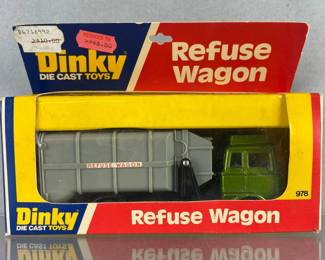 Dinky
DIE CAST TOYS
Refuse
Wagon
REFUSE WAGON
978
Dinky
DIE CAST TOYS
Refuse Wagon